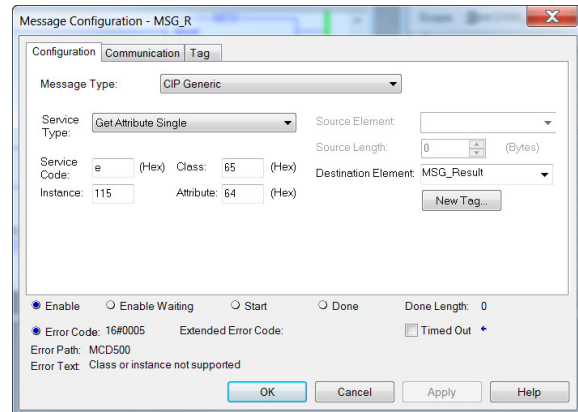 Message Configuration - MSG_R
Configuration Communication Tag
Message Type: CIP Generic
Service Type: Get Attribute Single Source Element:
Source Length: 0 (Bytes)
Service Code: e (Hex) Class: 65 (Hex) Destination Element: MSG_Result
Instance: 115 Attribute: 64 (Hex) New Tag...
Enable Enable Waiting Start Done Done Length: 0
Error Code: 16#0005 Extended Error Code: Timed Out
Error Path: MCD500
Error Text: Class or instance not supported
OK Cancel Apply Help